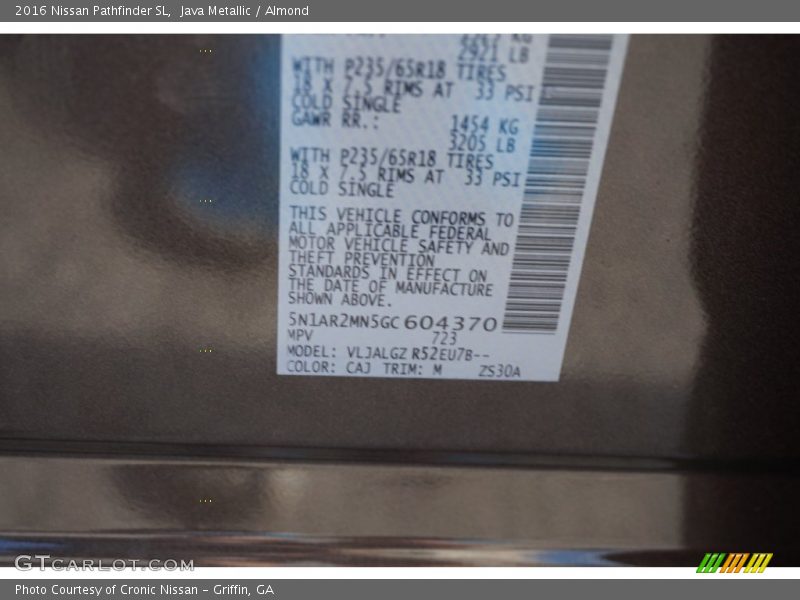 2016 Nissan Pathfinder SL, Java Metallic / Almond
2921 LB
WITH P235/65R18 TIRES
18 X 7.5 RIMS AT 33 PSI
COLD SINGLE
GAWR RR.: 1454 KG
3205 LB
WITH P235/65R18 TIRES
18 X 7.5 RIMS AT 33 PSI
COLD SINGLE
THIS VEHICLE CONFORMS TO
ALL APPLICABLE FEDERAL
MOTOR VEHICLE SAFETY AND
THEFT PREVENTION
STANDARDS IN EFFECT ON
THE DATE OF MANUFACTURE
SHOWN ABOVE.
5N1AR2MN5GC604370
MPV 723
MODEL: VLJALGZ R52EU7B--
COLOR: CAJ TRIM: M ZS30A
GTCARLOT.COM
Photo Courtesy of Cronic Nissan - Griffin, GA